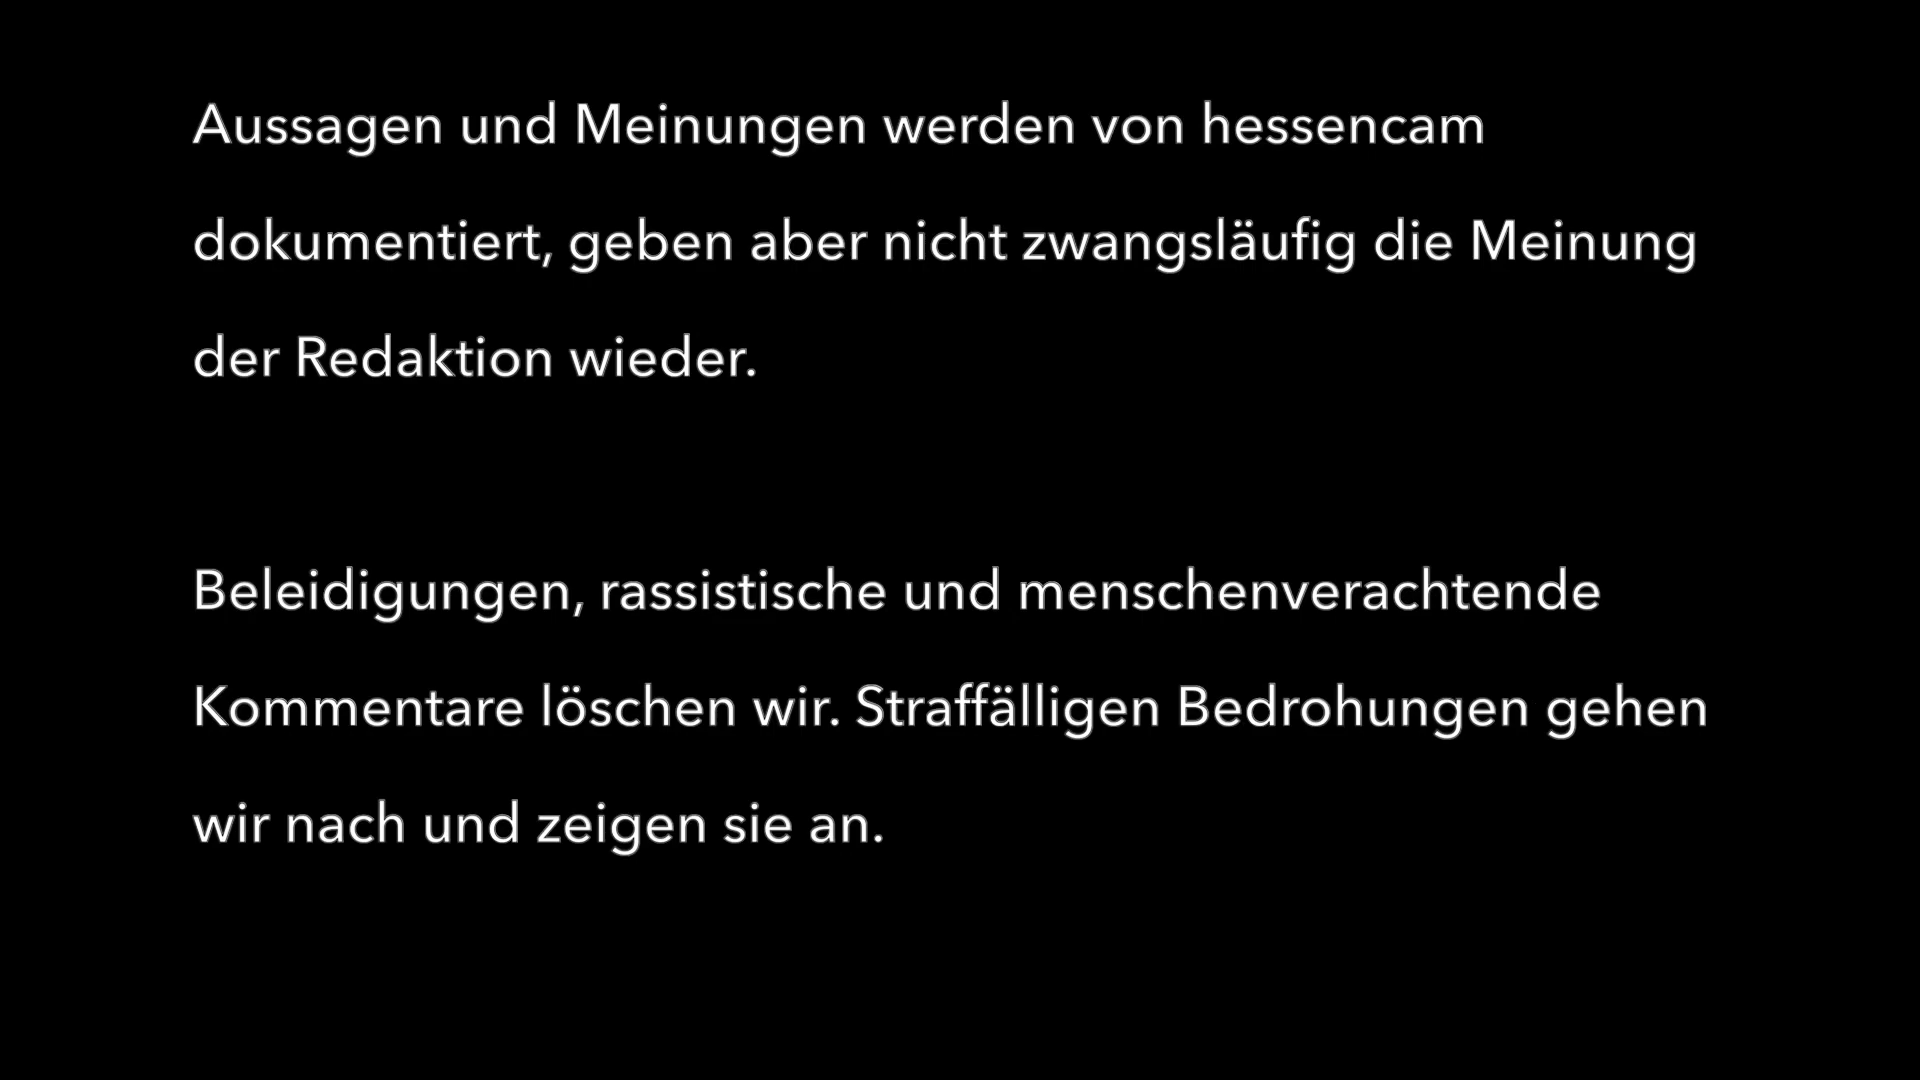 Aussagen und Meinungen werden von hessencam
dokumentiert, geben aber nicht zwangsläufig die Meinung
der Redaktion wieder.
Beleidigungen, rassistische und menschenverachtende
Kommentare löschen wir. Straffälligen Bedrohungen gehen
wir nach und zeigen sie an.